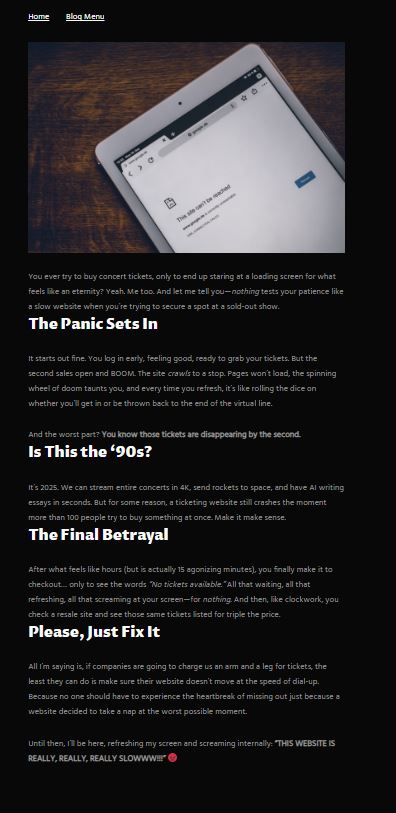 Home Blog Menu
google.de
This site can't be reached
You ever try to buy concert tickets, only to end up staring at a loading screen for what
feels like an eternity? Yeah. Me too. And let me tell you—nothing tests your patience like
a slow website when you're trying to secure a spot at a sold-out show.
The Panic Sets In
It starts out fine. You log in early, feeling good, ready to grab your tickets. But the
second sales open and BOOM. The site crawls to a stop. Pages won't load, the spinning
wheel of doom taunts you, and every time you refresh, it's like rolling the dice on
whether you'll get in or be thrown back to the end of the virtual line.
And the worst part? You know those tickets are disappearing by the second.
Is This the ‘90s?
It's 2025. We can stream entire concerts in 4K, send rockets to space, and have AI writing
essays in seconds. But for some reason, a ticketing website still crashes the moment
more than 100 people try to buy something at once. Make it make sense.
The Final Betrayal
After what feels like hours (but is actually 15 agonizing minutes), you finally make it to
checkout... only to see the words "No tickets available." All that waiting, all that
refreshing, all that screaming at your screen—for nothing. And then, like clockwork, you
check a resale site and see those same tickets listed for triple the price.
Please, Just Fix It
All I'm saying is, if companies are going to charge us an arm and a leg for tickets, the
least they can do is make sure their website doesn't move at the speed of dial-up.
Because no one should have to experience the heartbreak of missing out just because a
website decided to take a nap at the worst possible moment.
Until then, I'll be here, refreshing my screen and screaming internally: "THIS WEBSITE IS
REALLY, REALLY, REALLY SLOWWW!!!" 😡